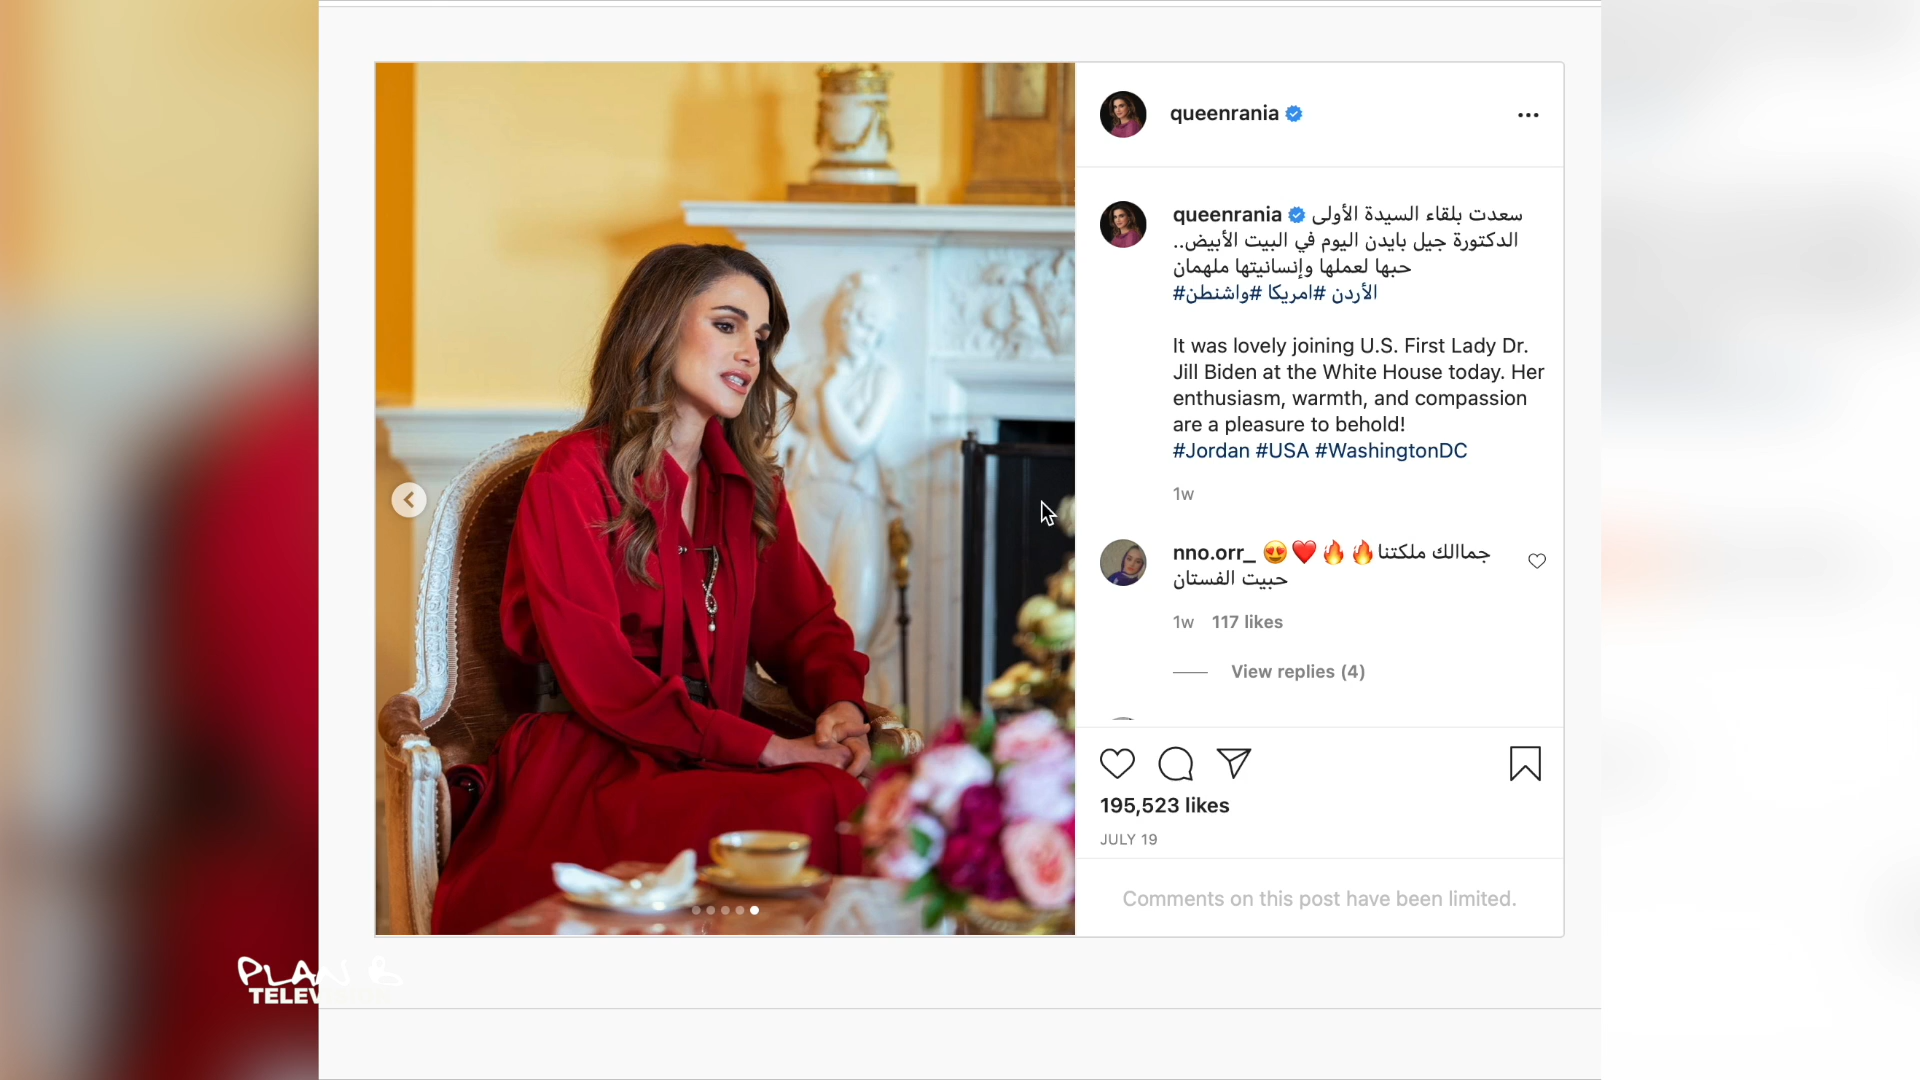 queenrania
queenrania سعدت بلقاء السيدة الأولى
الدكتورة جيل بايدن اليوم في البيت الأبيض..
حبها لعملها وإنسانيتها ملهمان
#الأردن #امريكا #واشنطن
It was lovely joining U.S. First Lady Dr.
Jill Biden at the White House today. Her
enthusiasm, warmth, and compassion
are a pleasure to behold!
#Jordan #USA #WashingtonDC
1w
nno.orr_ 😍❤️🔥🔥جماالك ملكتنا
حبيت الفستان
1w 117 likes
View replies (4)
195,523 likes
JULY 19
Comments on this post have been limited.
PLAN B